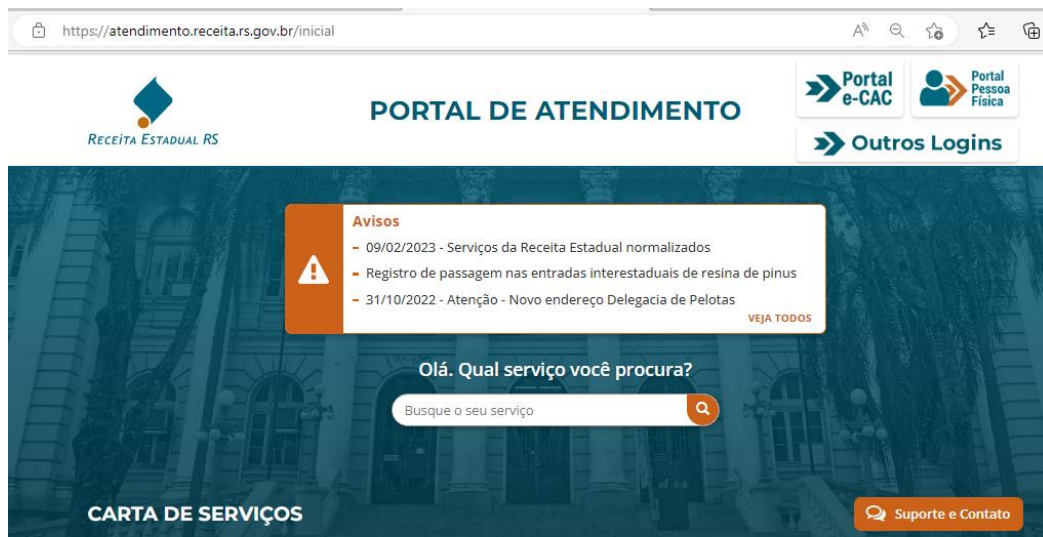 https://atendimento.receita.rs.gov.br/inicial
RECEITA ESTADUAL RS
PORTAL DE ATENDIMENTO
Portal
e-CAC
Portal
Pessoa
Física
Outros Logins
Avisos
- 09/02/2023 - Serviços da Receita Estadual normalizados
- Registro de passagem nas entradas interestaduais de resina de pinus
- 31/10/2022 - Atenção - Novo endereço Delegacia de Pelotas
VEJA TODOS
Olá. Qual serviço você procura?
Busque o seu serviço
CARTA DE SERVIÇOS
Suporte e Contato